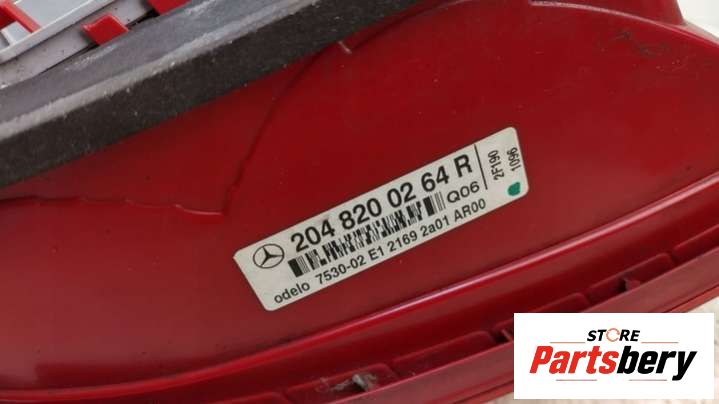 204 820 02 64 R
Q06
odelo 7530-02 E1 2169 2a01 AR00
2F190
1096
STORE
Partsbery